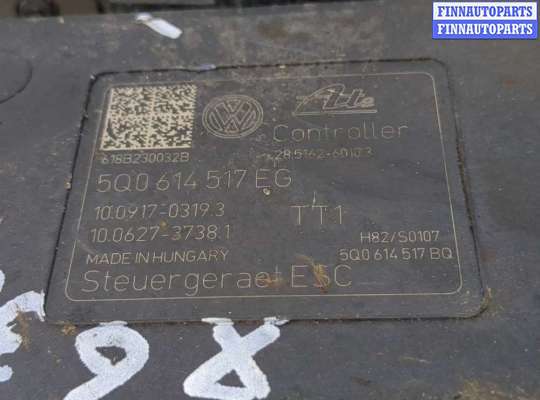 FINNAUTOPARTS
FINNAUTOPARTS
Ate
Controller
618B230032B
28.5162-6010.3
5Q0 614 517 EG
10.0917-0319.3
TT1
10.0627-3738.1
H82/S0107
MADE IN HUNGARY
5Q0 614 517 BQ
Steuergeraet ESC